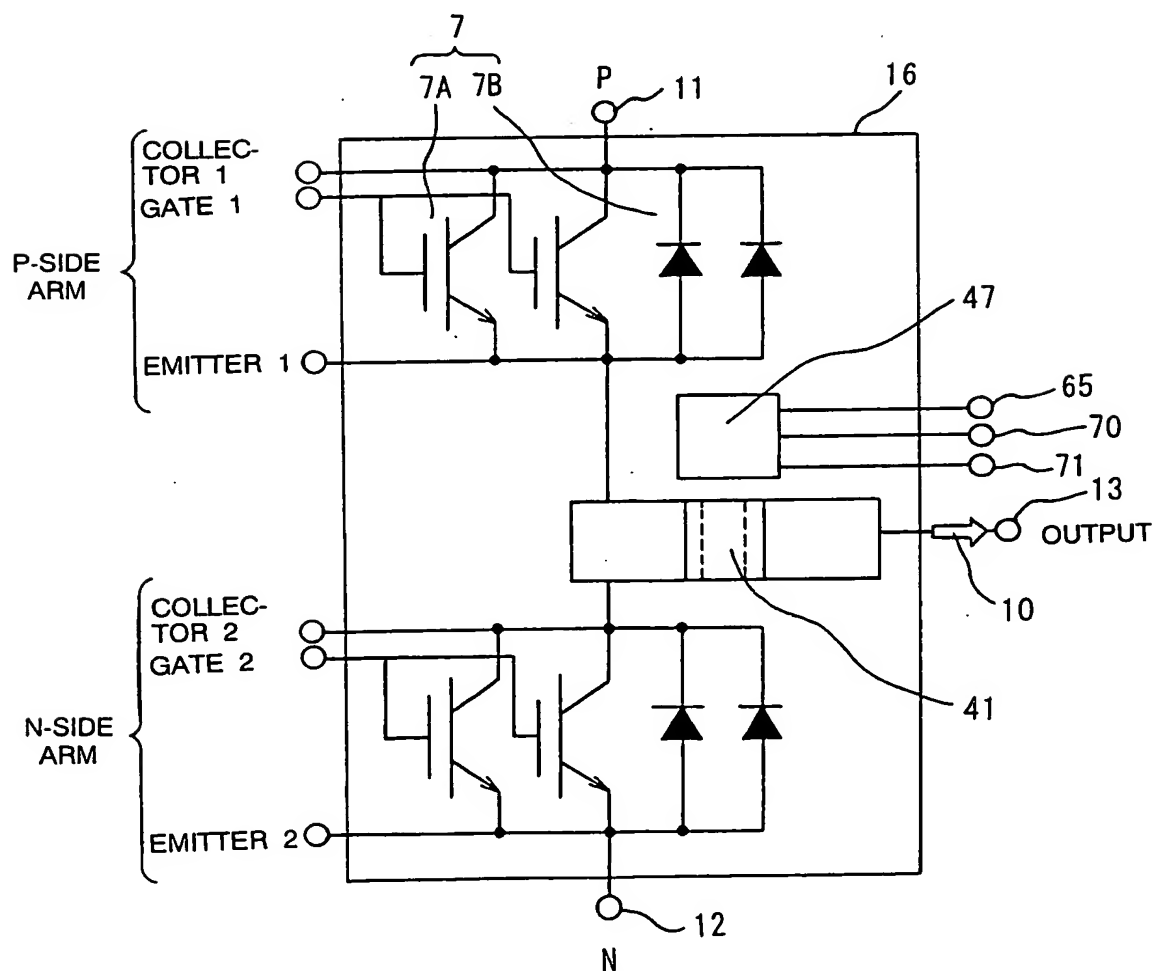 7
7A 7B
P
11
16
COLLEC-
TOR 1
GATE 1
P-SIDE
ARM
EMITTER 1
47
65
70
71
13
OUTPUT
10
COLLEC-
TOR 2
GATE 2
41
N-SIDE
ARM
EMITTER 2
12
N